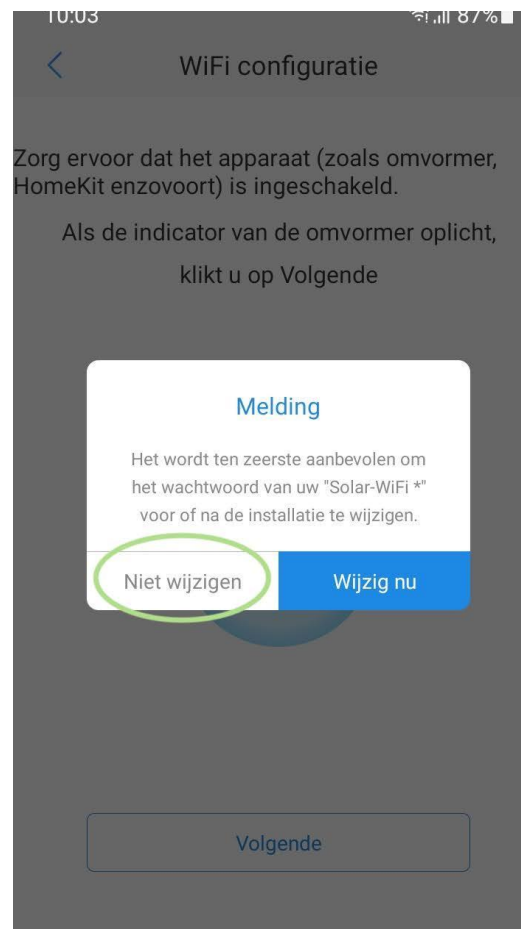 10:03 87%
WiFi configuratie
Zorg ervoor dat het apparaat (zoals omvormer,
HomeKit enzovoort) is ingeschakeld.
Als de indicator van de omvormer oplicht,
klikt u op Volgende
Melding
Het wordt ten zeerste aanbevolen om
het wachtwoord van uw "Solar-WiFi *"
voor of na de installatie te wijzigen.
Niet wijzigen Wijzig nu
Volgende